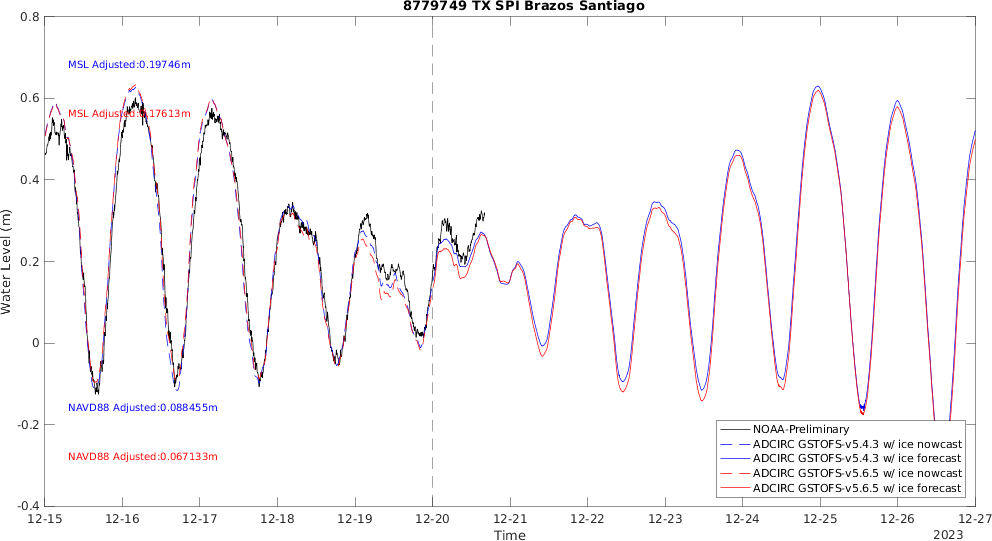 8779749 TX SPI Brazos Santiago
Water Level (m)
0.8
0.6
0.4
0.2
0
-0.2
-0.4
MSL Adjusted:0.19746m
MSL Adjusted:0.17613m
NAVD88 Adjusted:0.088455m
NAVD88 Adjusted:0.067133m
NOAA-Preliminary
ADCIRC GSTOFS-v5.4.3 w/ ice nowcast
ADCIRC GSTOFS-v5.4.3 w/ ice forecast
ADCIRC GSTOFS-v5.6.5 w/ ice nowcast
ADCIRC GSTOFS-v5.6.5 w/ ice forecast
12-15 12-16 12-17 12-18 12-19 12-20 12-21 12-22 12-23 12-24 12-25 12-26 12-27
Time
2023